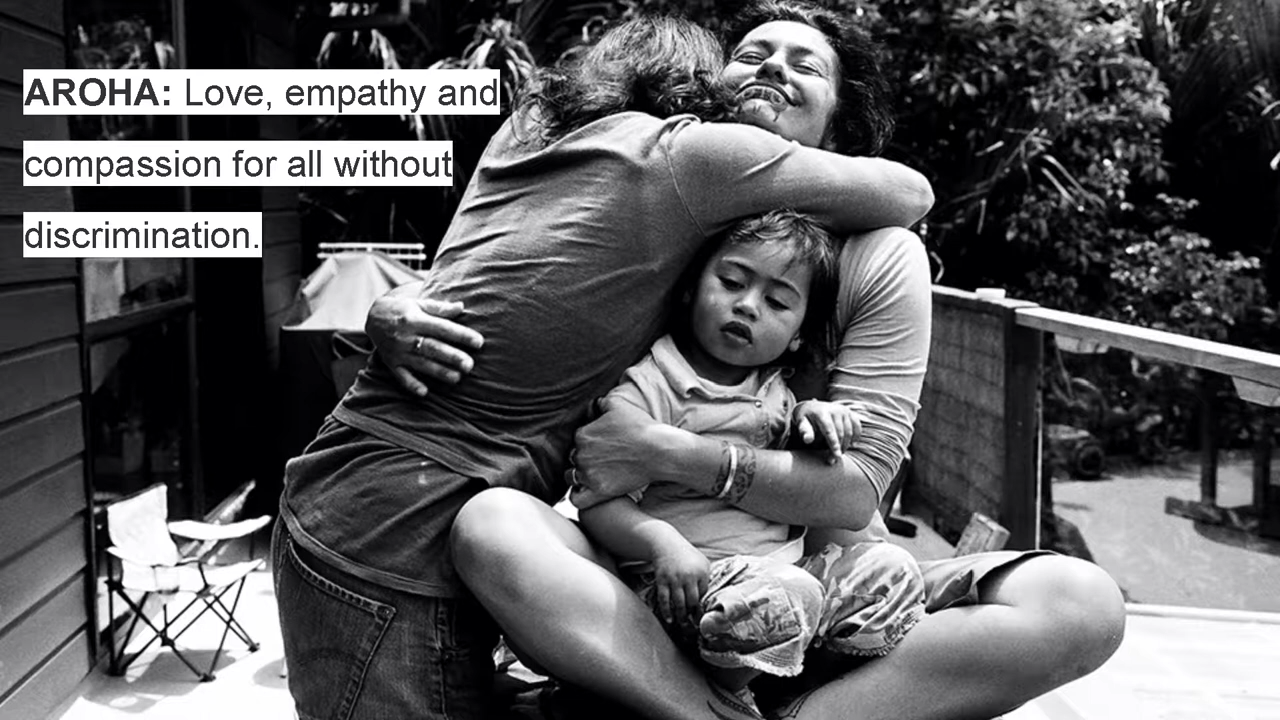 AROHA: Love, empathy and
compassion for all without
discrimination.